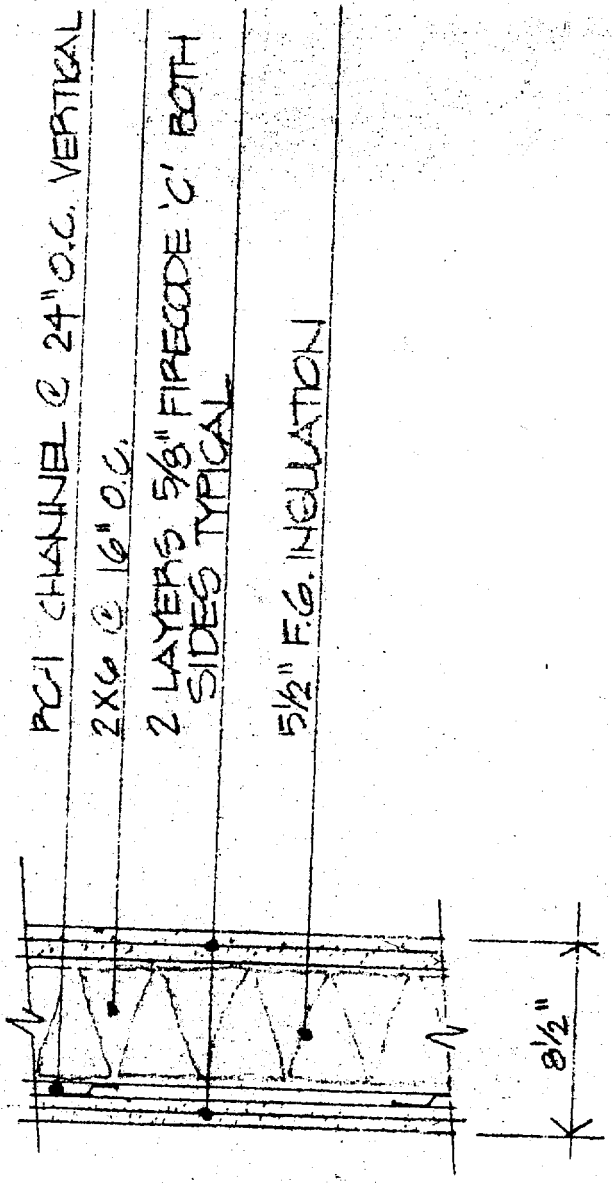 RC-1 CHANNEL @ 24" O.C. VERTICAL
2X6 @ 16" O.C.
2 LAYERS 5/8" FIRECODE 'C' BOTH
SIDES TYPICAL
5½" F.G. INSULATION
8½"